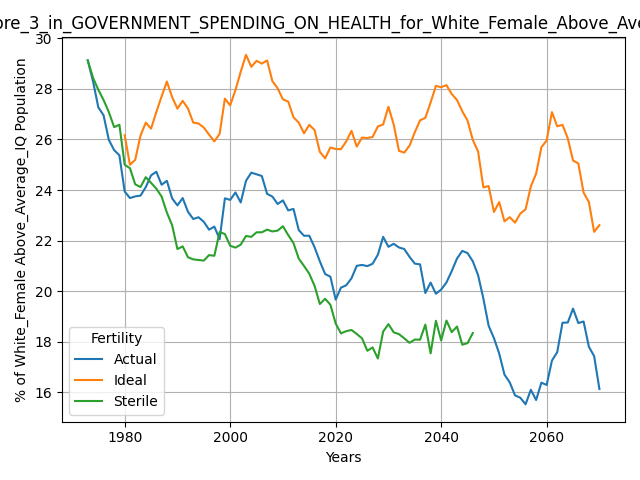 ore_3_in_GOVERNMENT_SPENDING_ON_HEALTH_for_White_Female_Above_Ave
% of White_Female Above_Average_IQ Population
30
28
26
24
22
20
18
16
Fertility
Actual
Ideal
Sterile
1980
2000
2020
2040
2060
Years